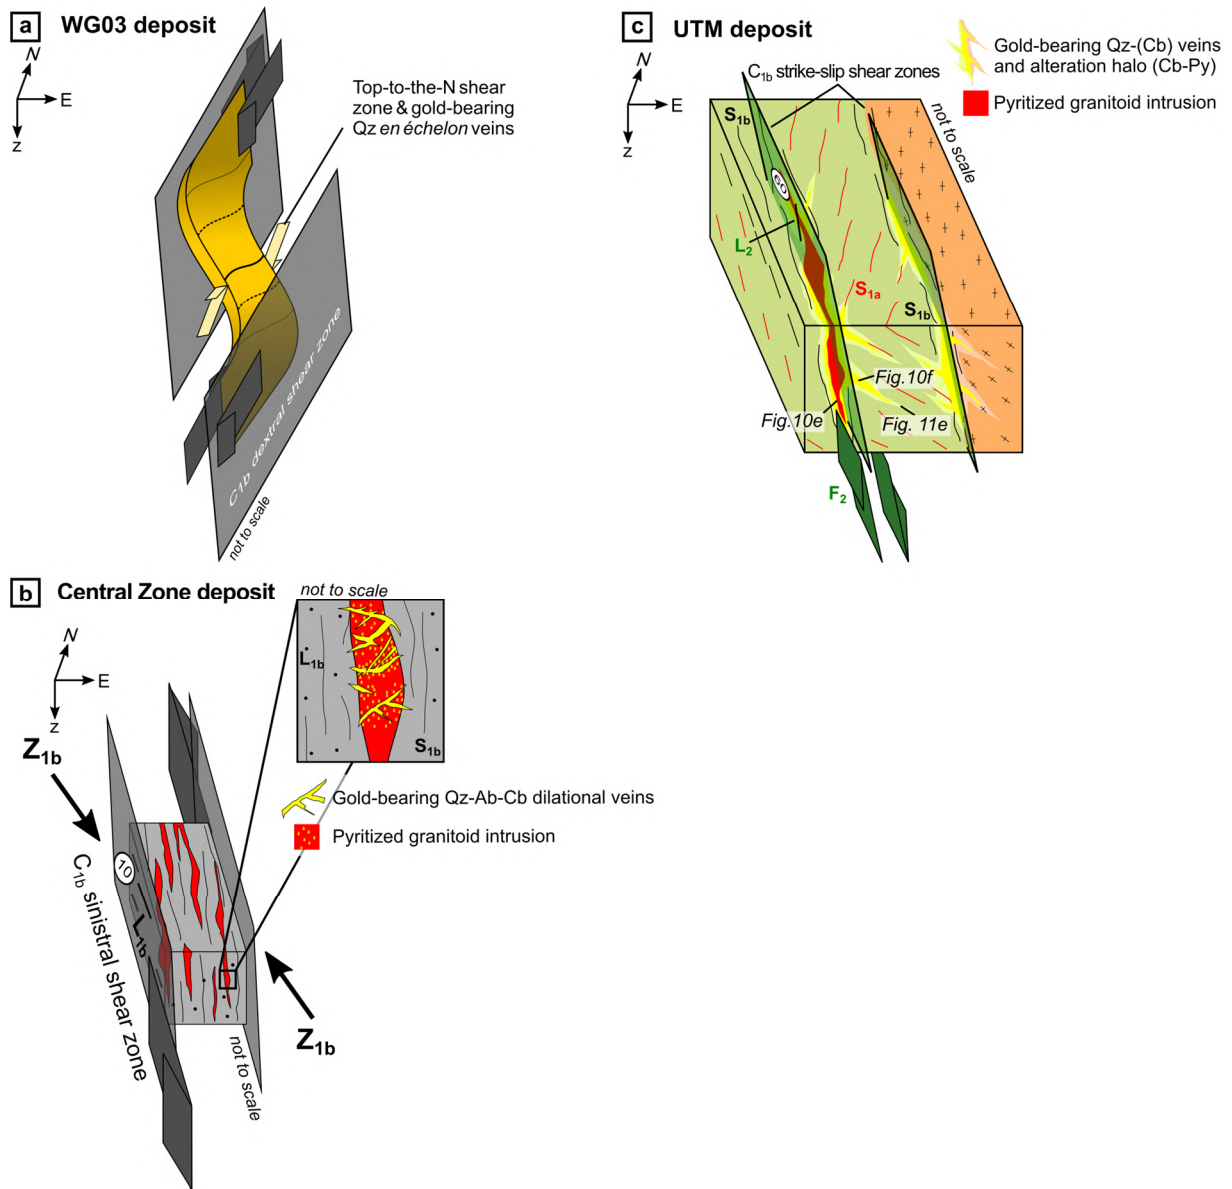 a WG03 deposit
N
E
z
Top-to-the-N shear
zone & gold-bearing
Qz en échelon veins
C1b dextral shear zone
not to scale
b Central Zone deposit
N
E
z
Z1b
10
L1b
C1b sinistral shear zone
not to scale
Z1b
not to scale
L1b
S1b
Gold-bearing Qz-Ab-Cb dilational veins
Pyritized granitoid intrusion
c UTM deposit
N
E
z
Gold-bearing Qz-(Cb) veins
and alteration halo (Cb-Py)
Pyritized granitoid intrusion
C1b strike-slip shear zones
not to scale
S1b
60
L2
S1a
S1b
Fig.10f
Fig.10e
Fig. 11e
F2